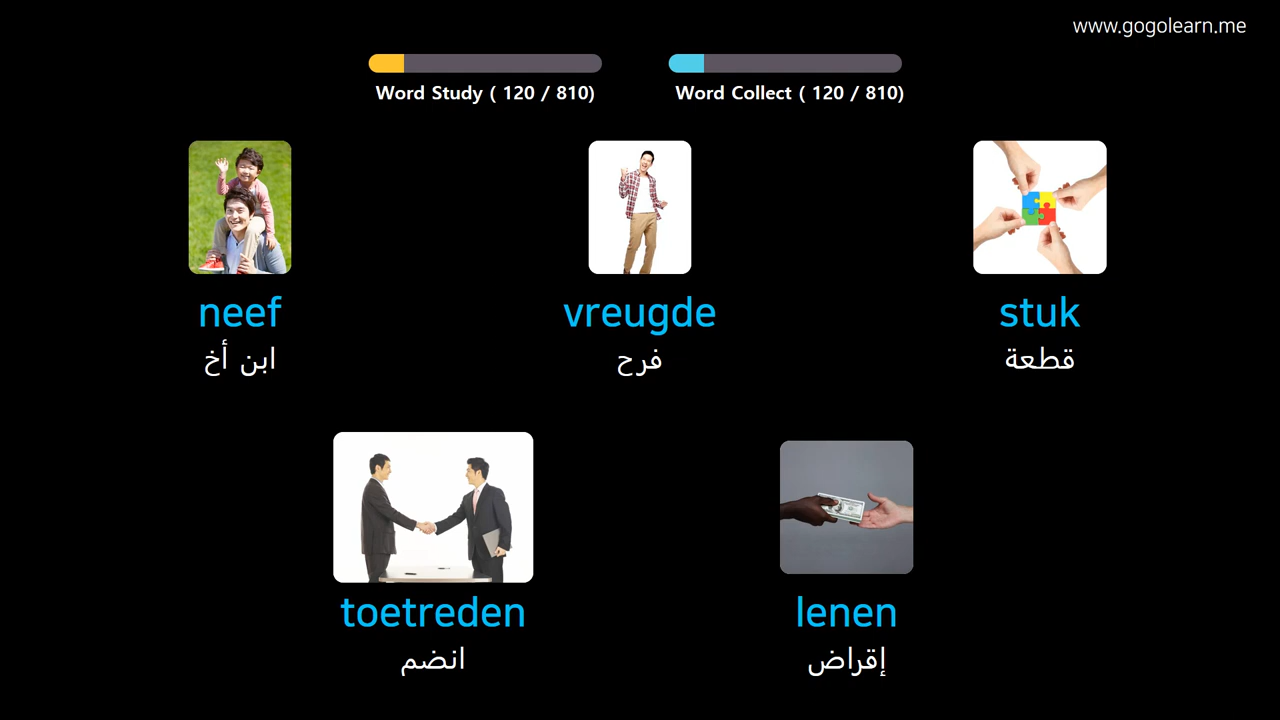 www.gogolearn.me
Word Study ( 120 / 810)
Word Collect ( 120 / 810)
neef
ابن أخ
vreugde
فرح
stuk
قطعة
toetreden
انضم
lenen
إقراض